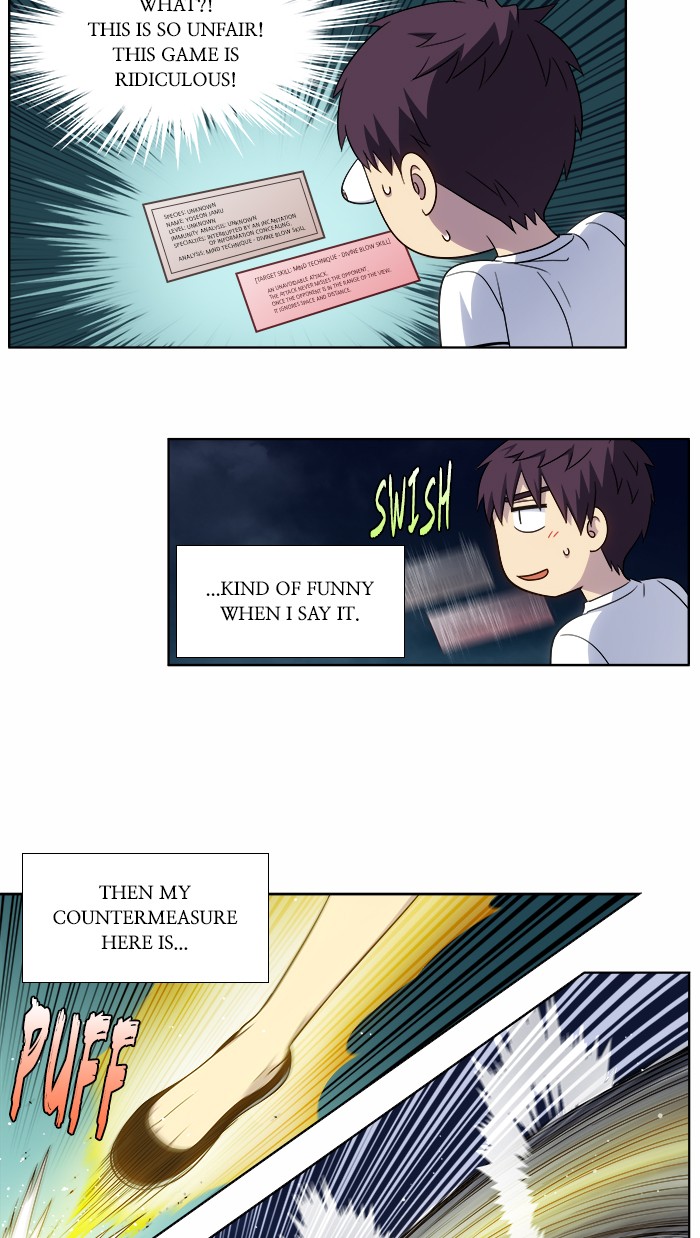 WHAT?!
THIS IS SO UNFAIR!
THIS GAME IS
RIDICULOUS!
SPECIES: UNKNOWN
NAME: YOSEON JAMU
LEVEL: UNKNOWN
IMMUNITY ANALYSIS: UNKNOWN
SPECIALTIES: INTERRUPTED BY AN INCANTATION
OF INFORMATION CONCEALING.
ANALYSIS: MIND TECHNIQUE - DIVINE BLOW SKILL
[TARGET SKILL: MIND TECHNIQUE - DIVINE BLOW SKILL]
AN UNAVOIDABLE ATTACK.
THE ATTACK NEVER MISSES THE OPPONENT
ONCE THE OPPONENT IS IN THE RANGE OF THE VIEW.
IT IGNORES SPACE AND DISTANCE.
SWISH
...KIND OF FUNNY
WHEN I SAY IT.
THEN MY
COUNTERMEASURE
HERE IS...
PUFF